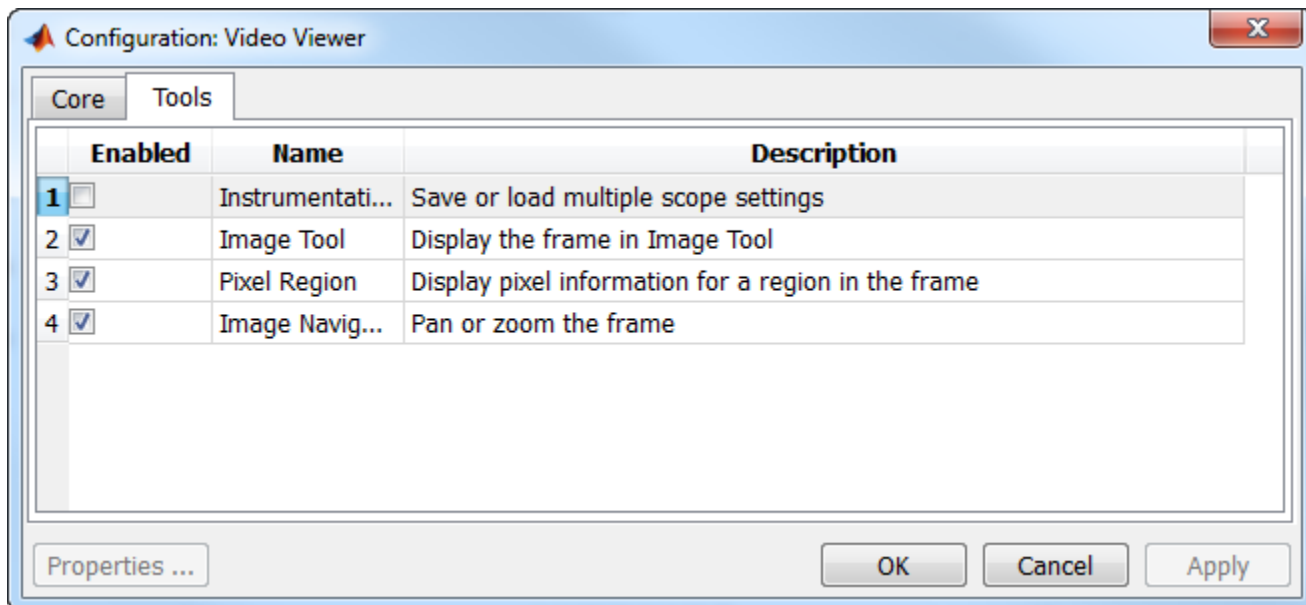 Configuration: Video Viewer
Core Tools
Enabled Name Description
1 Instrumentati... Save or load multiple scope settings
2 Image Tool Display the frame in Image Tool
3 Pixel Region Display pixel information for a region in the frame
4 Image Navig... Pan or zoom the frame
Properties ... OK Cancel Apply